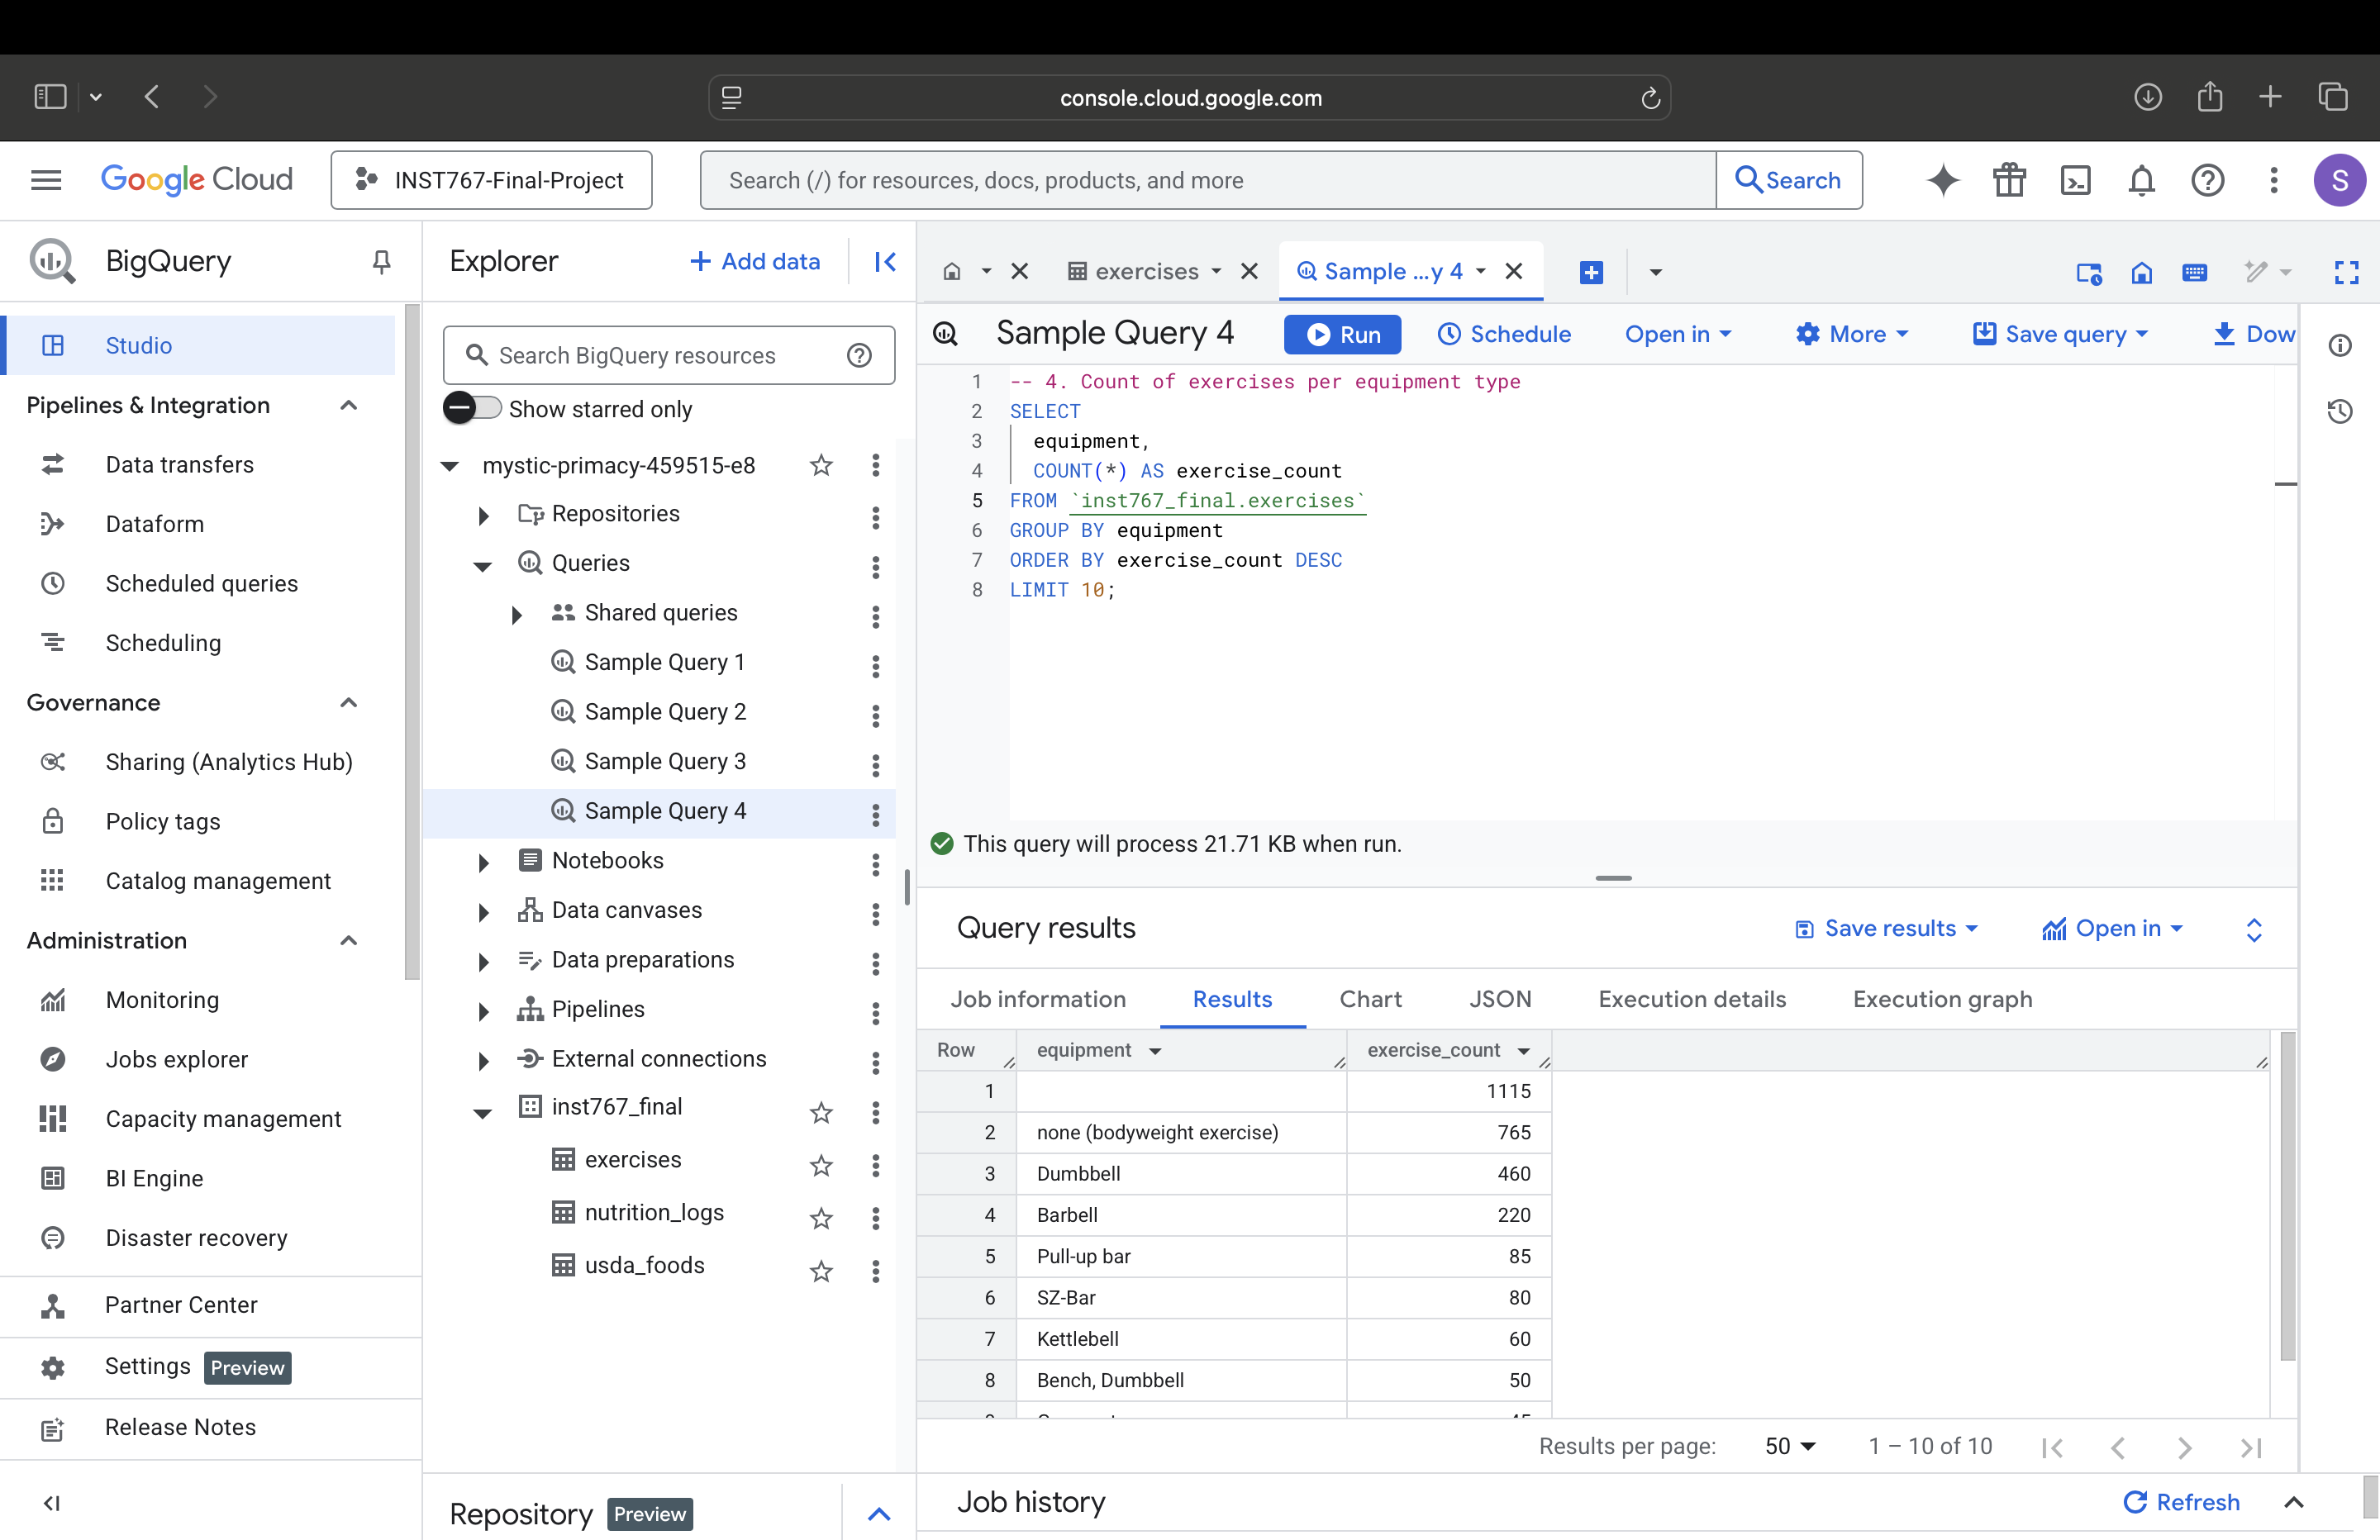 console.cloud.google.com
Google Cloud
INST767-Final-Project
Search (/) for resources, docs, products, and more
Search
S
BigQuery
Studio
Pipelines & Integration
Data transfers
Dataform
Scheduled queries
Scheduling
Governance
Sharing (Analytics Hub)
Policy tags
Catalog management
Administration
Monitoring
Jobs explorer
Capacity management
BI Engine
Disaster recovery
Partner Center
Settings Preview
Release Notes
Explorer
+ Add data
Search BigQuery resources
Show starred only
mystic-primacy-459515-e8
Repositories
Queries
Shared queries
Sample Query 1
Sample Query 2
Sample Query 3
Sample Query 4
Notebooks
Data canvases
Data preparations
Pipelines
External connections
inst767_final
exercises
nutrition_logs
usda_foods
Repository Preview
exercises
Sample ...y 4
Sample Query 4
Run
Schedule
Open in
More
Save query
Dow
1 -- 4. Count of exercises per equipment type
2 SELECT
3 equipment,
4 COUNT(*) AS exercise_count
5 FROM `inst767_final.exercises`
6 GROUP BY equipment
7 ORDER BY exercise_count DESC
8 LIMIT 10;
This query will process 21.71 KB when run.
Query results
Save results
Open in
Job information Results Chart JSON Execution details Execution graph
Row equipment exercise_count
1 1115
2 none (bodyweight exercise) 765
3 Dumbbell 460
4 Barbell 220
5 Pull-up bar 85
6 SZ-Bar 80
7 Kettlebell 60
8 Bench, Dumbbell 50
Results per page: 50 1 – 10 of 10
Job history
Refresh